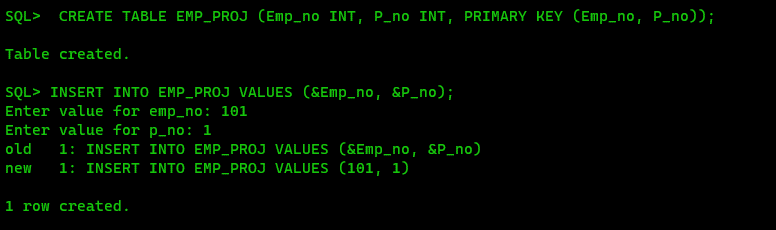 SQL>  CREATE TABLE EMP_PROJ (Emp_no INT, P_no INT, PRIMARY KEY (Emp_no, P_no));
Table created.
SQL> INSERT INTO EMP_PROJ VALUES (&Emp_no, &P_no);
Enter value for emp_no: 101
Enter value for p_no: 1
old   1: INSERT INTO EMP_PROJ VALUES (&Emp_no, &P_no)
new   1: INSERT INTO EMP_PROJ VALUES (101, 1)
1 row created.